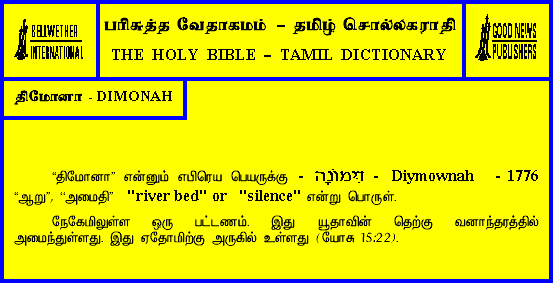 BELLWETHER
INTERNATIONAL
பரிசுத்த வேதாகமம் – தமிழ் சொல்லகராதி
THE HOLY BIBLE – TAMIL DICTIONARY
GOOD NEWS
PUBLISHERS
திமோனா - DIMONAH
“திமோனா” என்னும் எபிரெய பெயருக்கு - דִּימוֹנָה - Diymownah - 1776
“ஆறு”, “அமைதி” "river bed" or "silence" என்று பொருள்.
நேகேமிலுள்ள ஒரு பட்டணம். இது யூதாவின் தெற்கு வனாந்தரத்தில்
அமைந்துள்ளது. இது ஏதோமிற்கு அருகில் உள்ளது (யோசு 15:22).